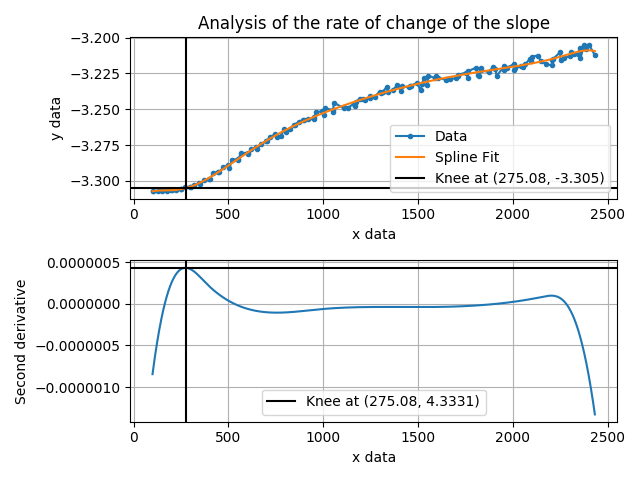 Analysis of the rate of change of the slope
−3.200
−3.225
−3.250
−3.275
−3.300
y data
Data
Spline Fit
Knee at (275.08, -3.305)
0 500 1000 1500 2000 2500
x data
0.0000005
0.0000000
−0.0000005
−0.0000010
Second derivative
Knee at (275.08, 4.3331)
0 500 1000 1500 2000 2500
x data